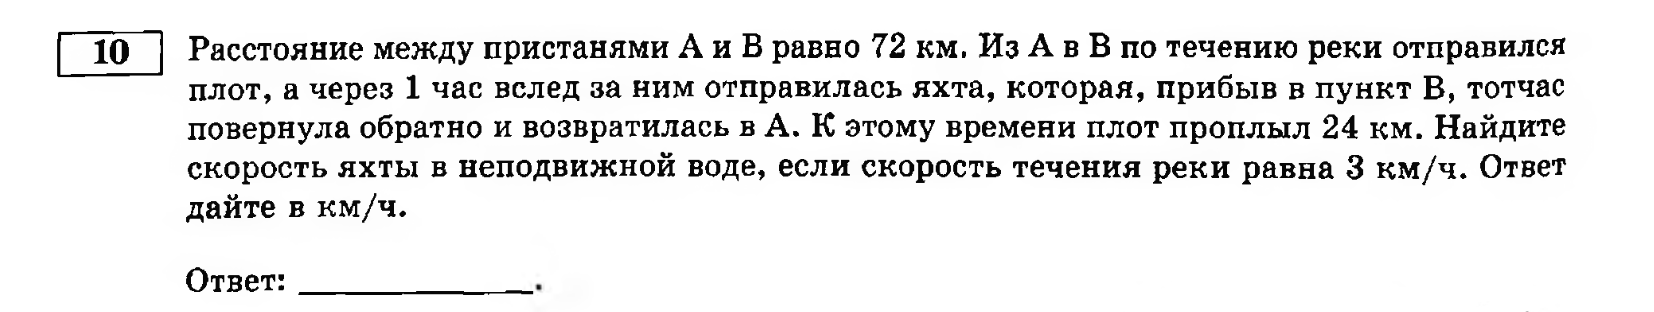 10 Расстояние между пристанями А и В равно 72 км. Из А в В по течению реки отправился
плот, а через 1 час вслед за ним отправилась яхта, которая, прибыв в пункт В, тотчас
повернула обратно и возвратилась в А. К этому времени плот проплыл 24 км. Найдите
скорость яхты в неподвижной воде, если скорость течения реки равна 3 км/ч. Ответ
дайте в км/ч.
Ответ: ____________.